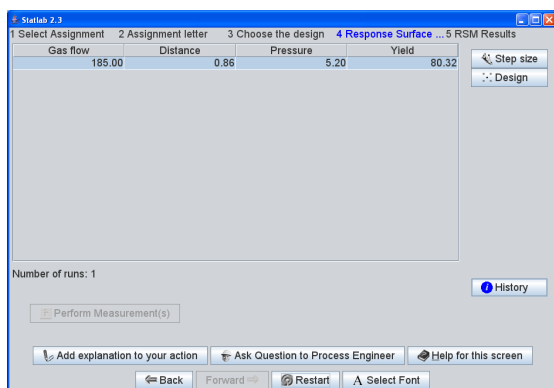 Statlab 2.3
1 Select Assignment 2 Assignment letter 3 Choose the design 4 Response Surface ... 5 RSM Results
Gas flow Distance Pressure Yield
185.00 0.86 5.20 80.32
Step size
Design
Number of runs: 1
History
Perform Measurement(s)
Add explanation to your action Ask Question to Process Engineer Help for this screen
Back Forward Restart Select Font